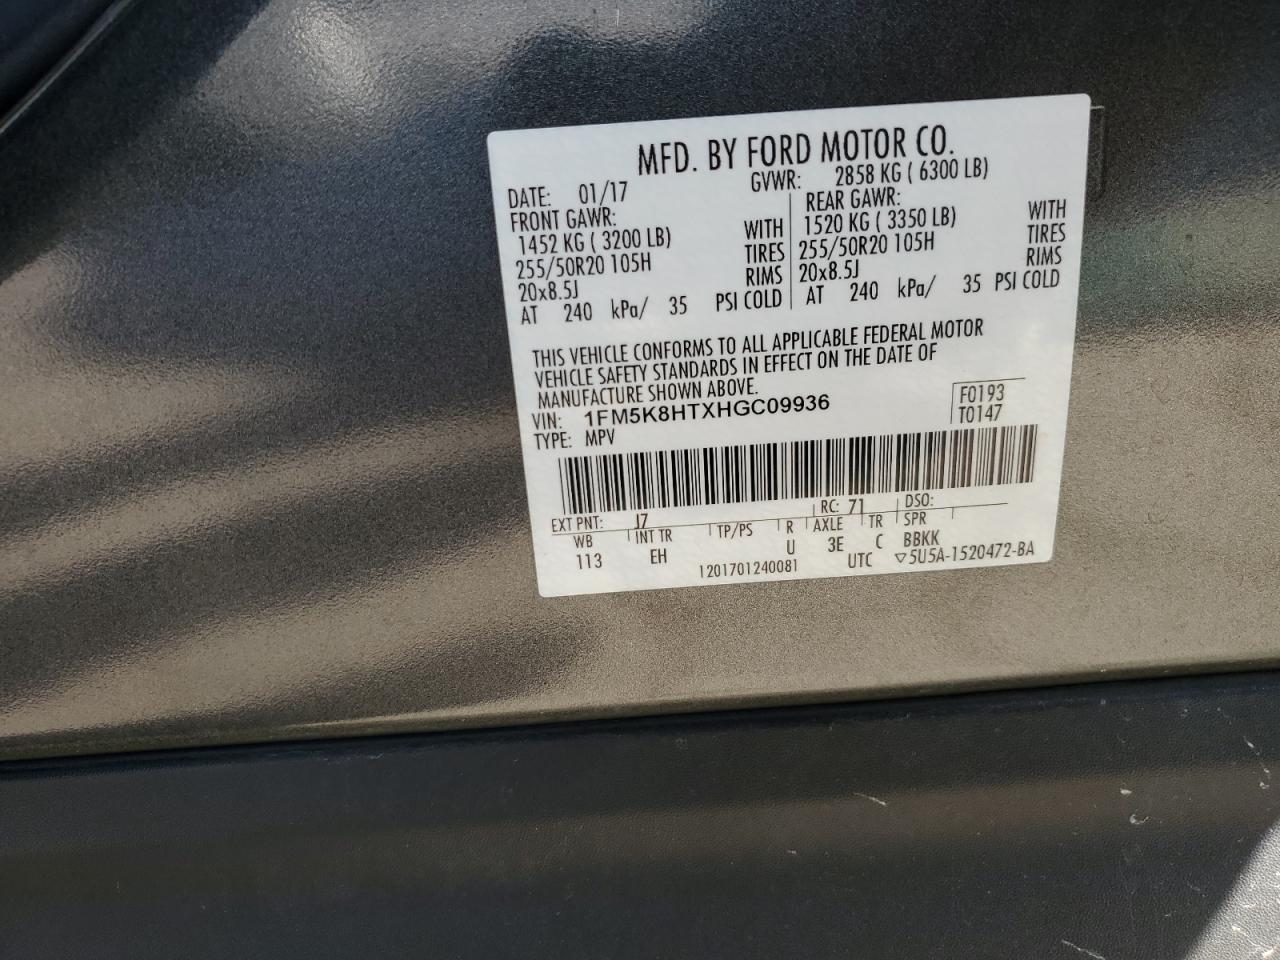 MFD. BY FORD MOTOR CO.
DATE: 01/17 GVWR: 2858 KG ( 6300 LB)
FRONT GAWR: REAR GAWR:
1452 KG ( 3200 LB) WITH 1520 KG ( 3350 LB) WITH
255/50R20 105H TIRES 255/50R20 105H TIRES
20x8.5J RIMS 20x8.5J RIMS
AT 240 kPa/ 35 PSI COLD AT 240 kPa/ 35 PSI COLD
THIS VEHICLE CONFORMS TO ALL APPLICABLE FEDERAL MOTOR
VEHICLE SAFETY STANDARDS IN EFFECT ON THE DATE OF
MANUFACTURE SHOWN ABOVE.
VIN: 1FM5K8HTXHGC09936 F0193
TYPE: MPV T0147
EXT PNT: J7 RC: 71 DSO:
WB INT TR TP/PS R AXLE TR SPR
113 EH U 3E C BBKK
1201701240081 UTC ▽5U5A-1520472-BA